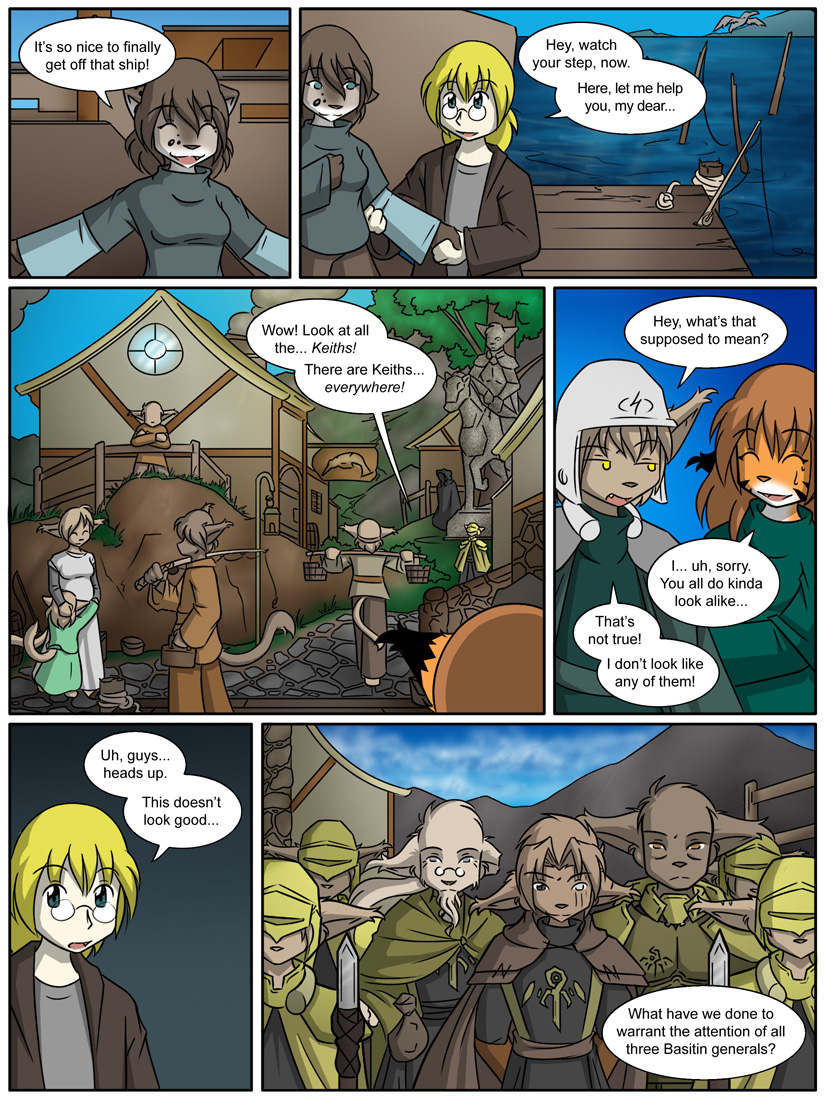 It's so nice to finally
get off that ship!
Hey, watch
your step, now.
Here, let me help
you, my dear...
Wow! Look at all
the... Keiths!
There are Keiths...
everywhere!
Hey, what's that
supposed to mean?
I... uh, sorry.
You all do kinda
look alike...
That's
not true!
I don't look like
any of them!
Uh, guys...
heads up.
This doesn't
look good...
What have we done to
warrant the attention of all
three Basitin generals?